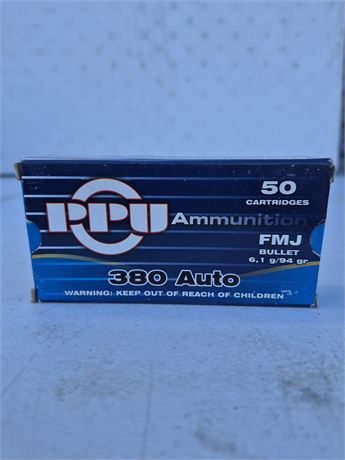 50
CARTRIDGES
PPU Ammunition
FMJ
BULLET
6,1 g/94 gr
380 Auto
WARNING: KEEP OUT OF REACH OF CHILDREN